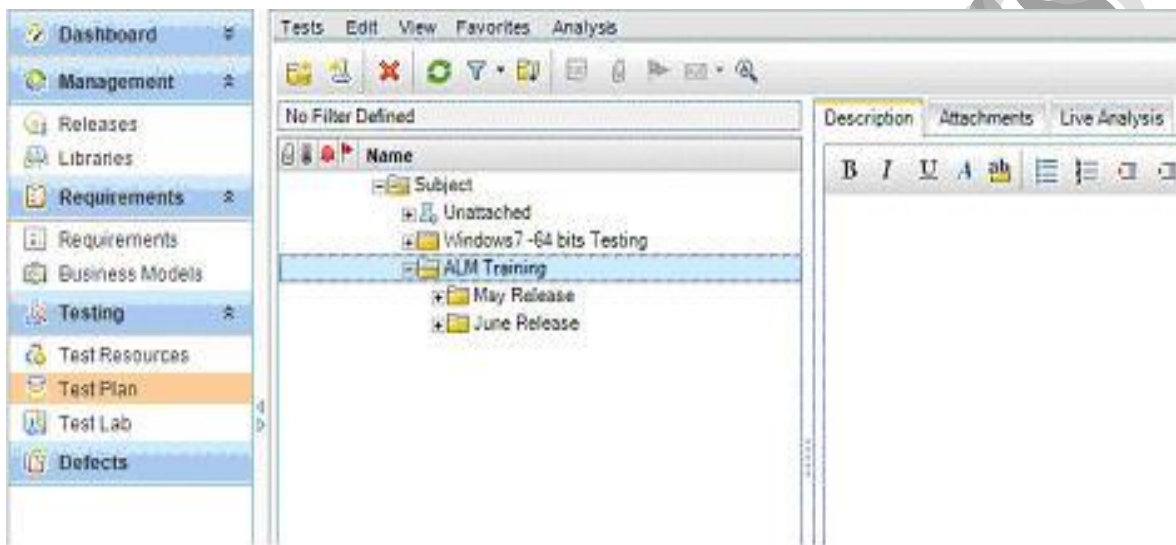 Dashboard
Management
Releases
Libraries
Requirements
Requirements
Business Models
Testing
Test Resources
Test Plan
Test Lab
Defects
Tests Edit View Favorites Analysis
No Filter Defined
Name
Subject
Unattached
Windows7 -64 bits Testing
ALM Training
May Release
June Release
Description Attachments Live Analysis
B I U A ab